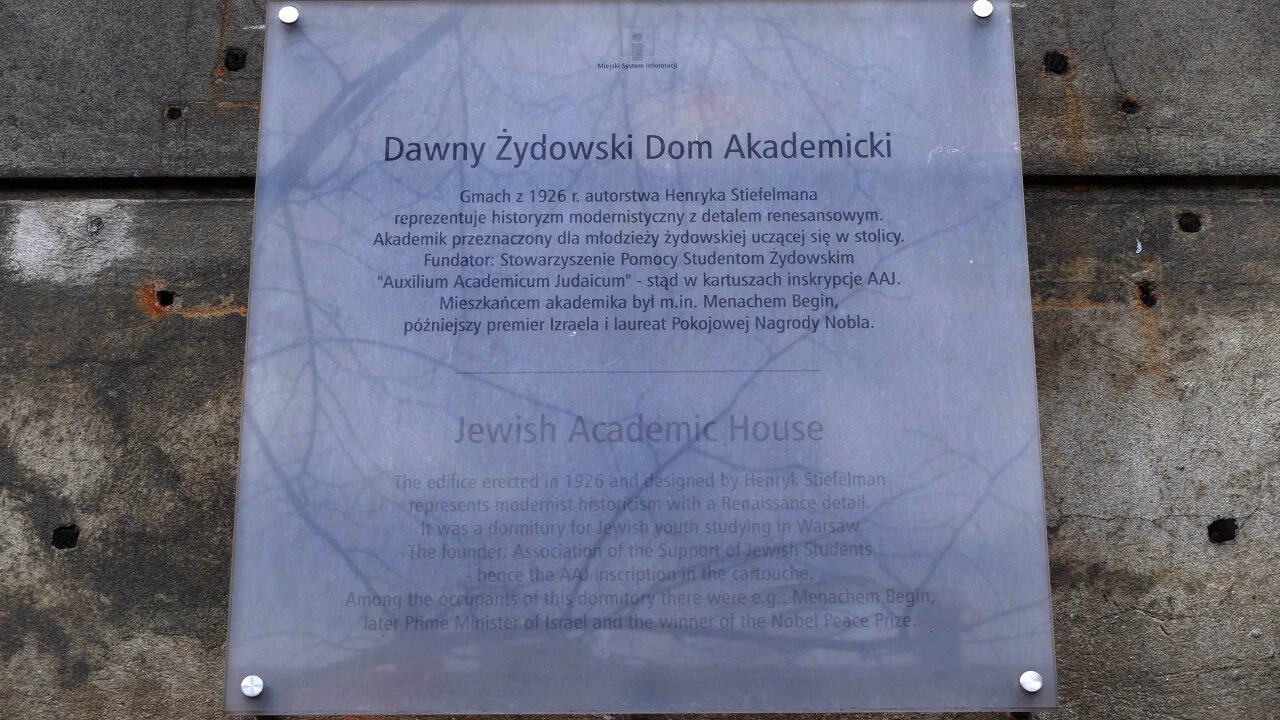 Miejski System Informacji
Dawny Żydowski Dom Akademicki
Gmach z 1926 r. autorstwa Henryka Stiefelmana
reprezentuje historyzm modernistyczny z detalem renesansowym.
Akademik przeznaczony dla młodzieży żydowskiej uczącej się w stolicy.
Fundator: Stowarzyszenie Pomocy Studentom Żydowskim
"Auxilium Academicum Judaicum" - stąd w kartuszach inskrypcje AAJ.
Mieszkańcem akademika był m.in. Menachem Begin,
późniejszy premier Izraela i laureat Pokojowej Nagrody Nobla.
Jewish Academic House
The edifice erected in 1926 and designed by Henryk Stiefelman
represents modernist historicism with a Renaissance detail.
It was a dormitory for Jewish youth studying in Warsaw.
The founder: Association of the Support of Jewish Students
- hence the AAJ inscription in the cartouche.
Among the occupants of this dormitory there were e.g.: Menachem Begin,
later Prime Minister of Israel and the winner of the Nobel Peace Prize.